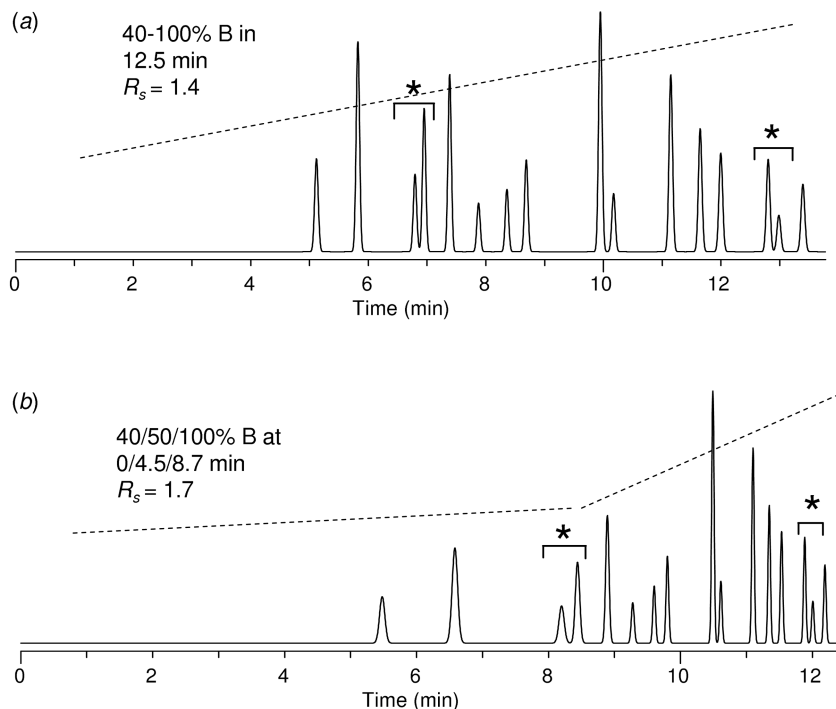 (a)
40-100% B in
12.5 min
Rs = 1.4
*
*
0 2 4 6 8 10 12
Time (min)
(b)
40/50/100% B at
0/4.5/8.7 min
Rs = 1.7
*
*
0 2 4 6 8 10 12
Time (min)